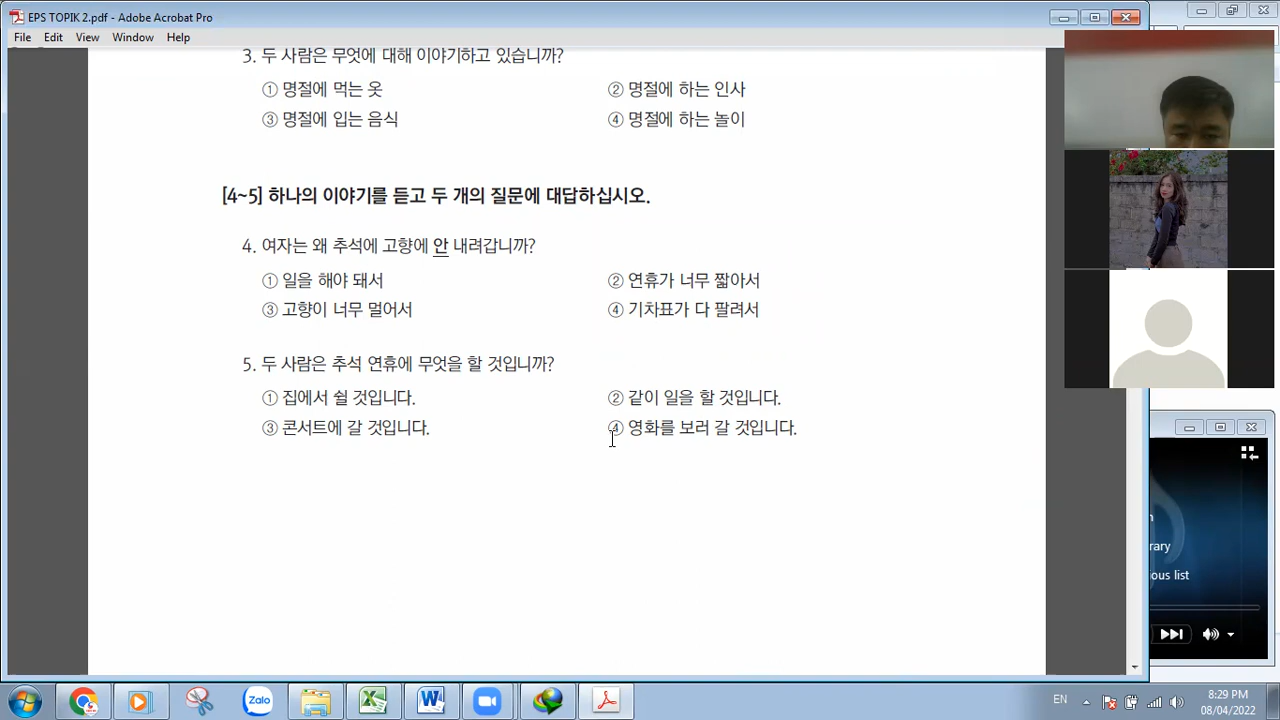 EPS TOPIK 2.pdf - Adobe Acrobat Pro
File Edit View Window Help
3. 두 사람은 무엇에 대해 이야기하고 있습니까?
① 명절에 먹는 옷 ② 명절에 하는 인사
③ 명절에 입는 음식 ④ 명절에 하는 놀이
[4~5] 하나의 이야기를 듣고 두 개의 질문에 대답하십시오.
4. 여자는 왜 추석에 고향에 안 내려갑니까?
① 일을 해야 돼서 ② 연휴가 너무 짧아서
③ 고향이 너무 멀어서 ④ 기차표가 다 팔려서
5. 두 사람은 추석 연휴에 무엇을 할 것입니까?
① 집에서 쉴 것입니다. ② 같이 일을 할 것입니다.
③ 콘서트에 갈 것입니다. ④ 영화를 보러 갈 것입니다.
rary
ous list
Zalo
EN
8:29 PM
08/04/2022